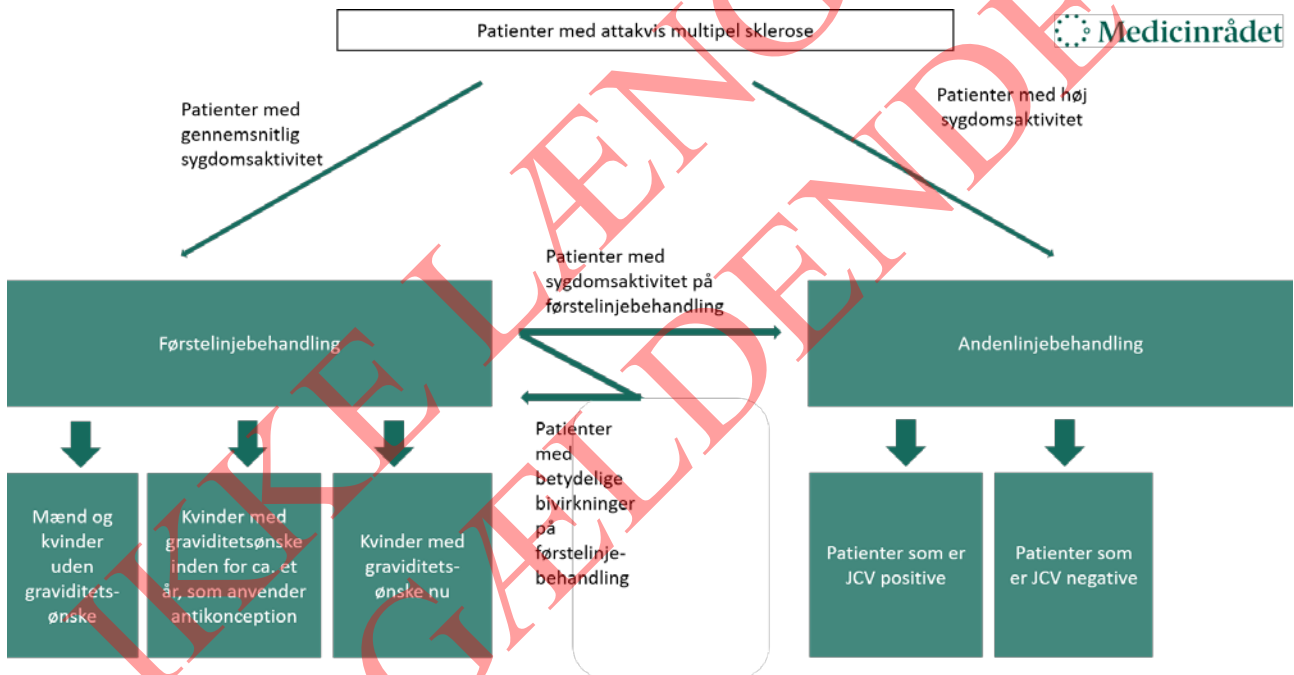 Patienter med attakvis multipel sklerose
Medicinrådet
Patienter med
gennemsnitlig
sygdomsaktivitet
Patienter med høj
sygdomsaktivitet
Patienter med
sygdomsaktivitet på
førstelinjebehandling
Førstelinjebehandling
Andenlinjebehandling
Patienter
med
betydelige
bivirkninger
på
førstelinje-
behandling
Mænd og
kvinder
uden
graviditets-
ønske
Kvinder med
graviditetsønske
inden for ca. et
år, som anvender
antikonception
Kvinder med
graviditets-
ønske nu
Patienter som er
JCV positive
Patienter som
er JCV negative
IKKE LÆNGE
GÆLDENDE